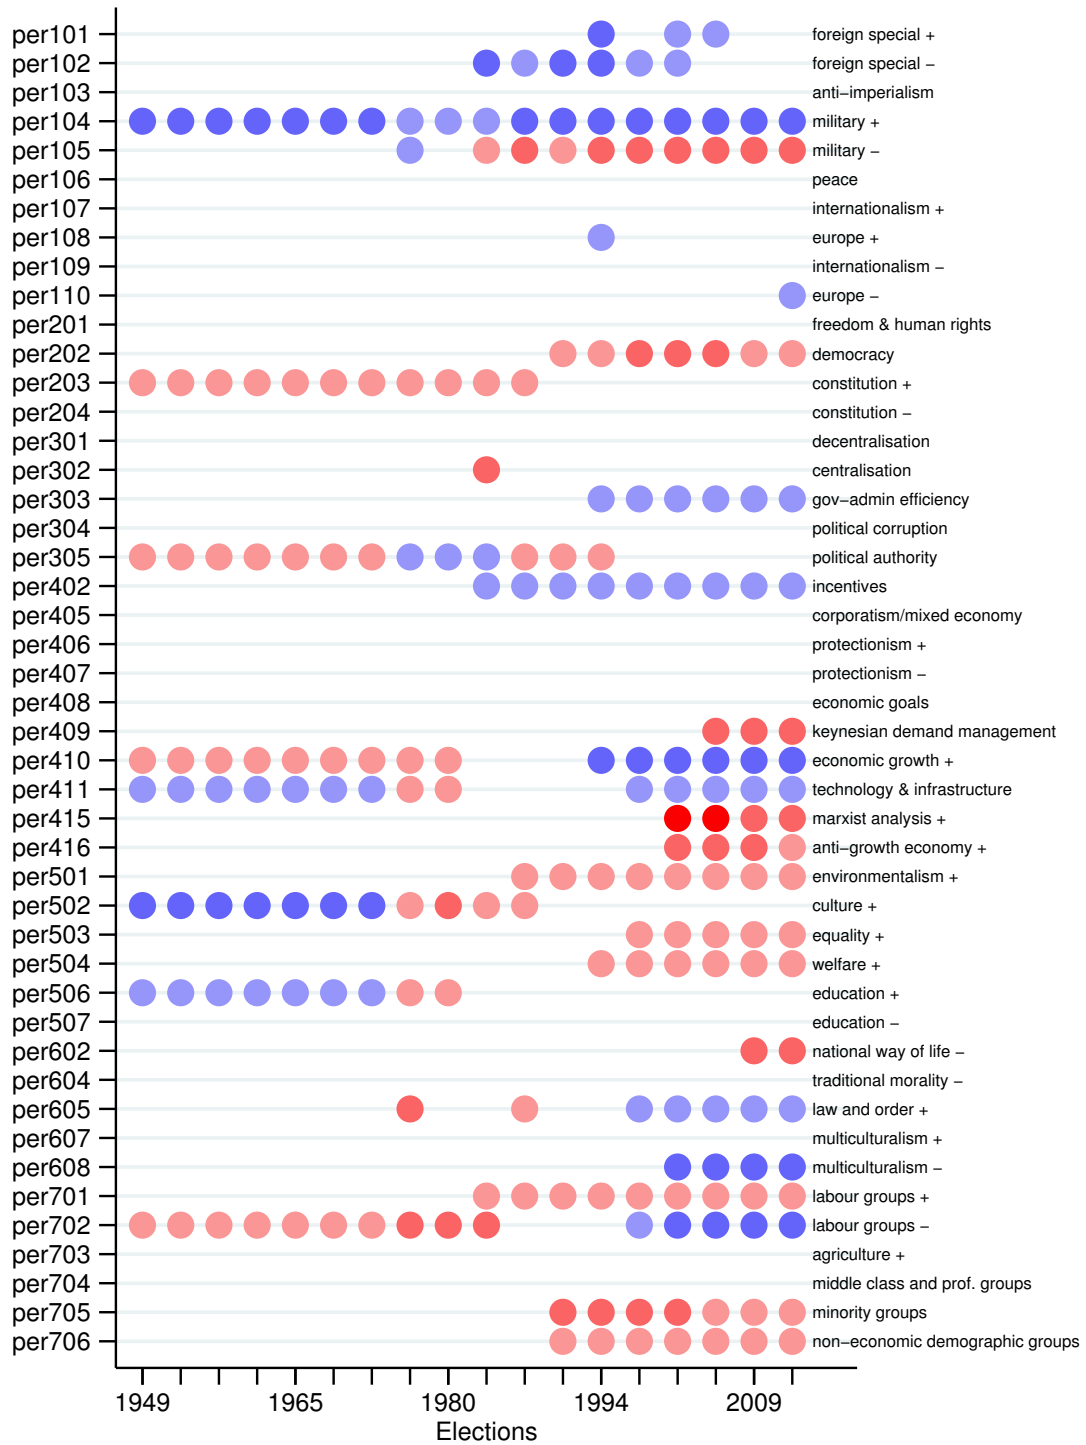 per101 foreign special +
per102 foreign special −
per103 anti−imperialism
per104 military +
per105 military −
per106 peace
per107 internationalism +
per108 europe +
per109 internationalism −
per110 europe −
per201 freedom & human rights
per202 democracy
per203 constitution +
per204 constitution −
per301 decentralisation
per302 centralisation
per303 gov−admin efficiency
per304 political corruption
per305 political authority
per402 incentives
per405 corporatism/mixed economy
per406 protectionism +
per407 protectionism −
per408 economic goals
per409 keynesian demand management
per410 economic growth +
per411 technology & infrastructure
per415 marxist analysis +
per416 anti−growth economy +
per501 environmentalism +
per502 culture +
per503 equality +
per504 welfare +
per506 education +
per507 education −
per602 national way of life −
per604 traditional morality −
per605 law and order +
per607 multiculturalism +
per608 multiculturalism −
per701 labour groups +
per702 labour groups −
per703 agriculture +
per704 middle class and prof. groups
per705 minority groups
per706 non−economic demographic groups
1949 1965 1980 1994 2009
Elections